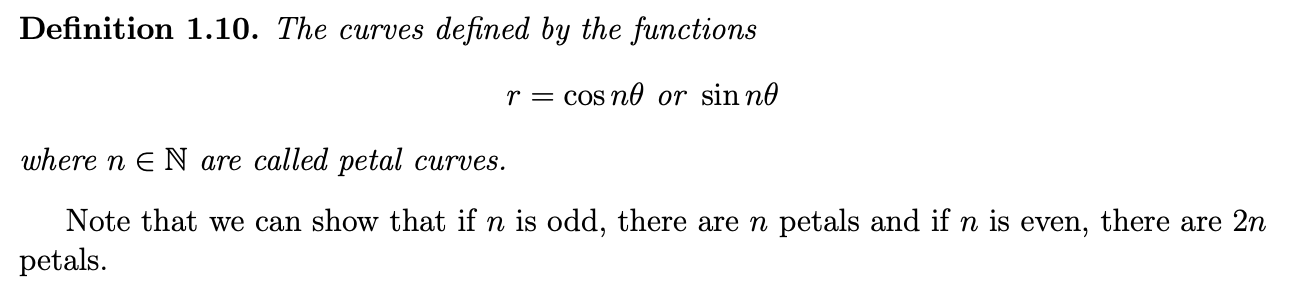 Definition 1.10. The curves defined by the functions
r = cos nθ or sin nθ
where n ∈ ℕ are called petal curves.
Note that we can show that if n is odd, there are n petals and if n is even, there are 2n
petals.